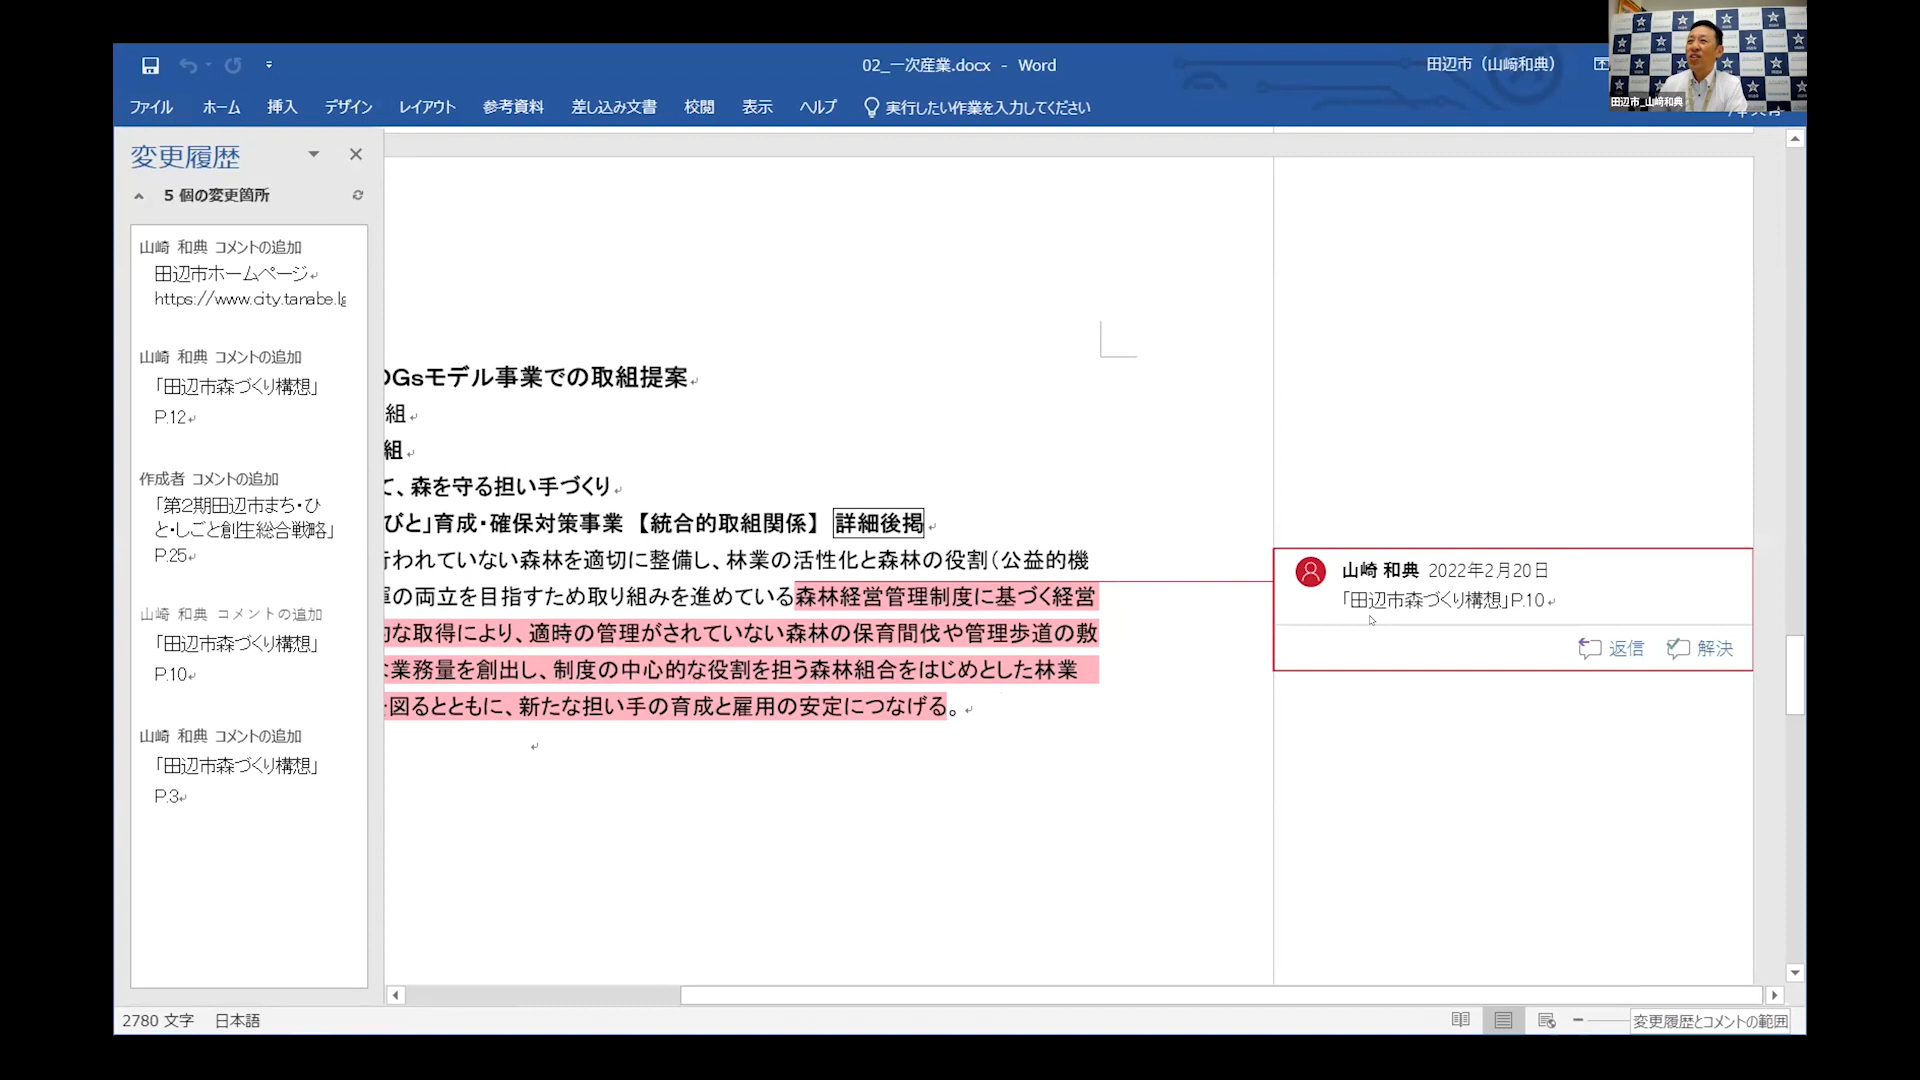 02_一次産業.docx - Word
田辺市（山﨑和典）
田辺市_山﨑和典
ファイル ホーム 挿入 デザイン レイアウト 参考資料 差し込み文書 校閲 表示 ヘルプ 実行したい作業を入力してください
変更履歴
5 個の変更箇所
山崎 和典 コメントの追加
田辺市ホームページ
https://www.city.tanabe.lg
山崎 和典 コメントの追加
「田辺市森づくり構想」
P.12
作成者 コメントの追加
「第2期田辺市まち・ひ
と・しごと創生総合戦略」
P.25
山崎 和典 コメントの追加
「田辺市森づくり構想」
P.10
山崎 和典 コメントの追加
「田辺市森づくり構想」
P.3
Gsモデル事業での取組提案
組
組
、森を守る担い手づくり
びと」育成・確保対策事業 【統合的取組関係】 詳細後掲
行われていない森林を適切に整備し、林業の活性化と森林の役割（公益的機
の両立を目指すため取り組みを進めている森林経営管理制度に基づく経営
な取得により、適時の管理がされていない森林の保育間伐や管理歩道の敷
業務量を創出し、制度の中心的な役割を担う森林組合をはじめとした林業
図るとともに、新たな担い手の育成と雇用の安定につなげる。
山崎 和典 2022年2月20日
「田辺市森づくり構想」P.10
返信 解決
2780 文字 日本語
変更履歴とコメントの範囲